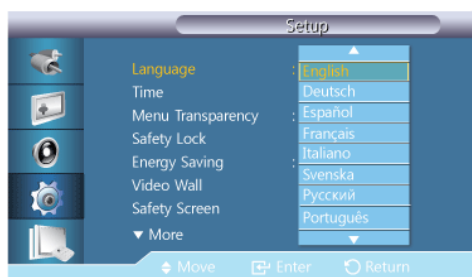 Setup
Language : English
Time Deutsch
Menu Transparency : Español
Safety Lock Français
Energy Saving : Italiano
Video Wall Svenska
Safety Screen Русский
▼ More Português
Move Enter Return